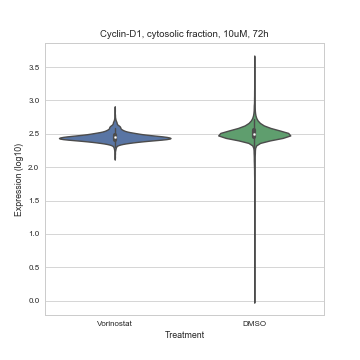 Cyclin-D1, cytosolic fraction, 10uM, 72h
3.5
3.0
2.5
2.0
1.5
1.0
0.5
0.0
Expression (log10)
Vorinostat
DMSO
Treatment